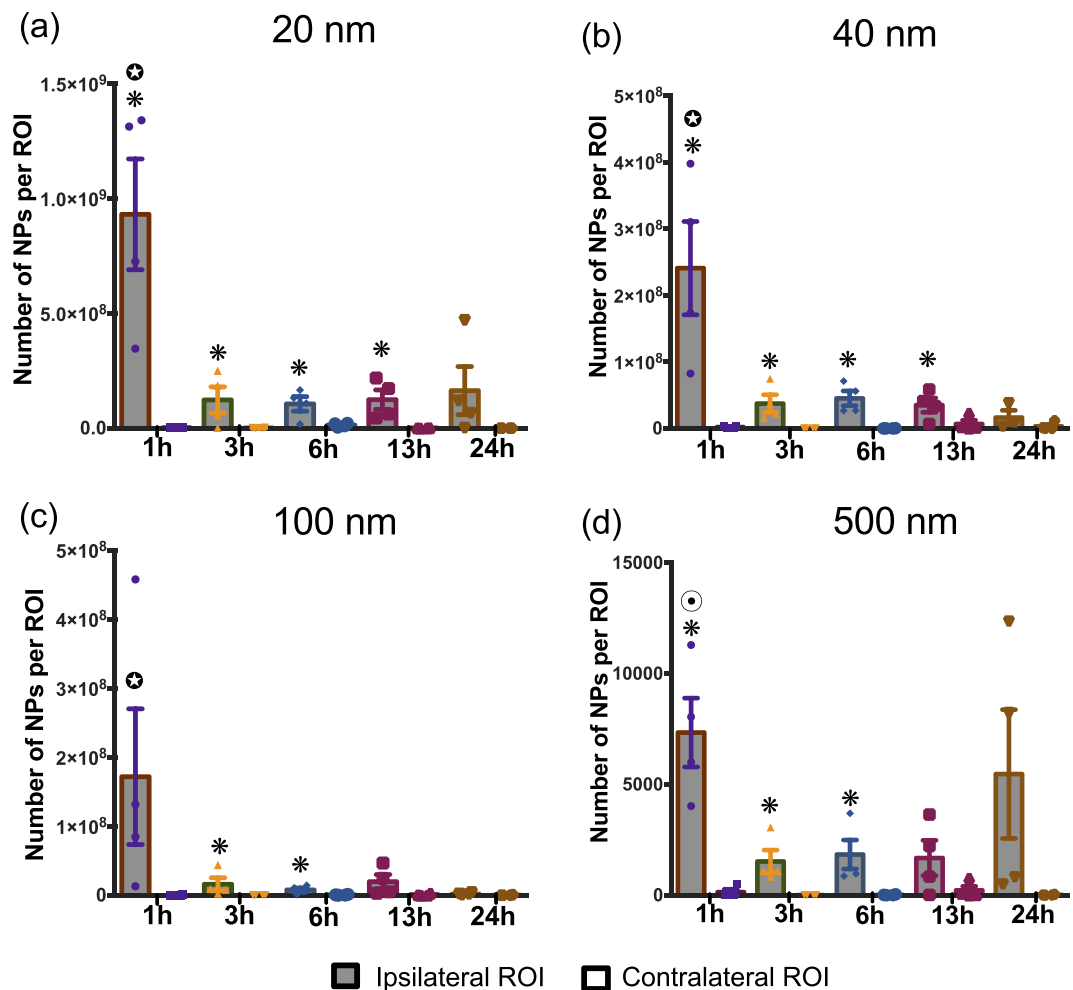 (a) 20 nm
Number of NPs per ROI
1.5×10⁹
1.0×10⁹
5.0×10⁸
0.0
1h 3h 6h 13h 24h
(b) 40 nm
Number of NPs per ROI
5×10⁸
4×10⁸
3×10⁸
2×10⁸
1×10⁸
0
1h 3h 6h 13h 24h
(c) 100 nm
Number of NPs per ROI
5×10⁸
4×10⁸
3×10⁸
2×10⁸
1×10⁸
0
1h 3h 6h 13h 24h
(d) 500 nm
Number of NPs per ROI
15000
10000
5000
0
1h 3h 6h 13h 24h
Ipsilateral ROI Contralateral ROI